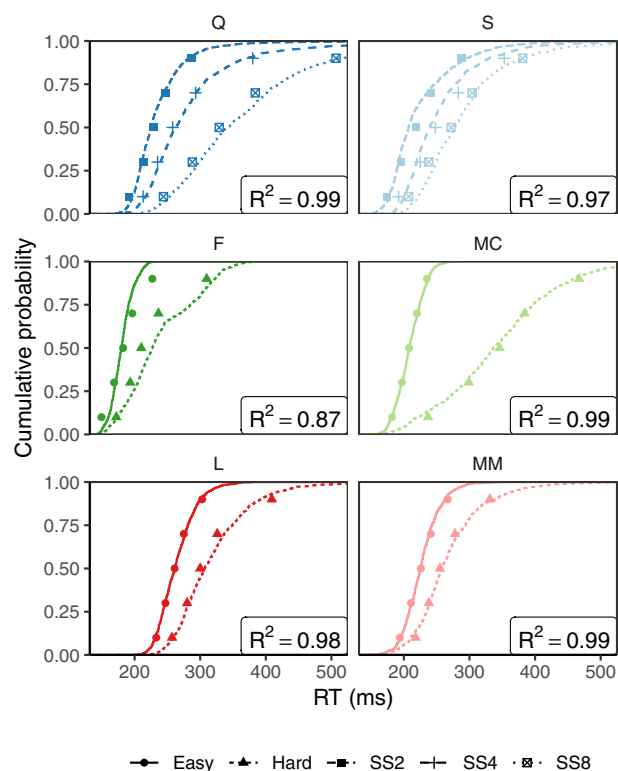 Q S
1.00
0.75
0.50
0.25
0.00
R² = 0.99 R² = 0.97
F MC
1.00
0.75
0.50
0.25
0.00
R² = 0.87 R² = 0.99
Cumulative probability
L MM
1.00
0.75
0.50
0.25
0.00
R² = 0.98 R² = 0.99
200 300 400 500 200 300 400 500
RT (ms)
Easy Hard SS2 SS4 SS8